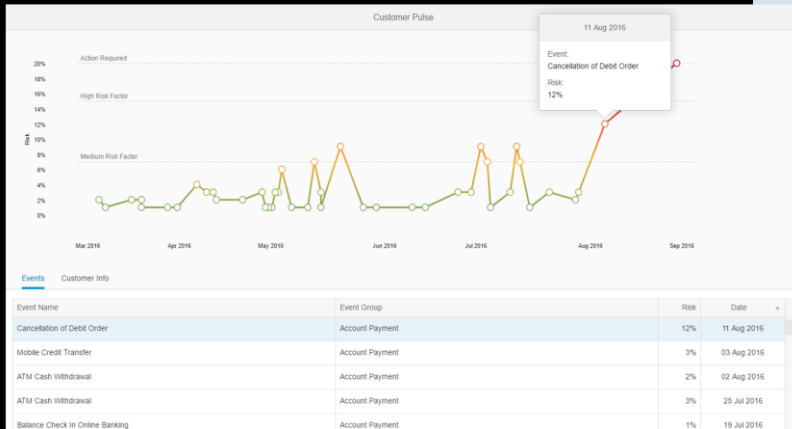 Customer Pulse
11 Aug 2016
Event:
Cancellation of Debit Order
Risk:
12%
Action Required
High Risk Factor
Medium Risk Factor
Risk
20%
18%
16%
14%
12%
10%
8%
6%
4%
2%
0%
Mar 2016 Apr 2016 May 2016 Jun 2016 Jul 2016 Aug 2016 Sep 2016
Events Customer Info
Event Name Event Group Risk Date
Cancellation of Debit Order Account Payment 12% 11 Aug 2016
Mobile Credit Transfer Account Payment 3% 03 Aug 2016
ATM Cash Withdrawal Account Payment 2% 02 Aug 2016
ATM Cash Withdrawal Account Payment 3% 25 Jul 2016
Balance Check In Online Banking Account Payment 1% 19 Jul 2016